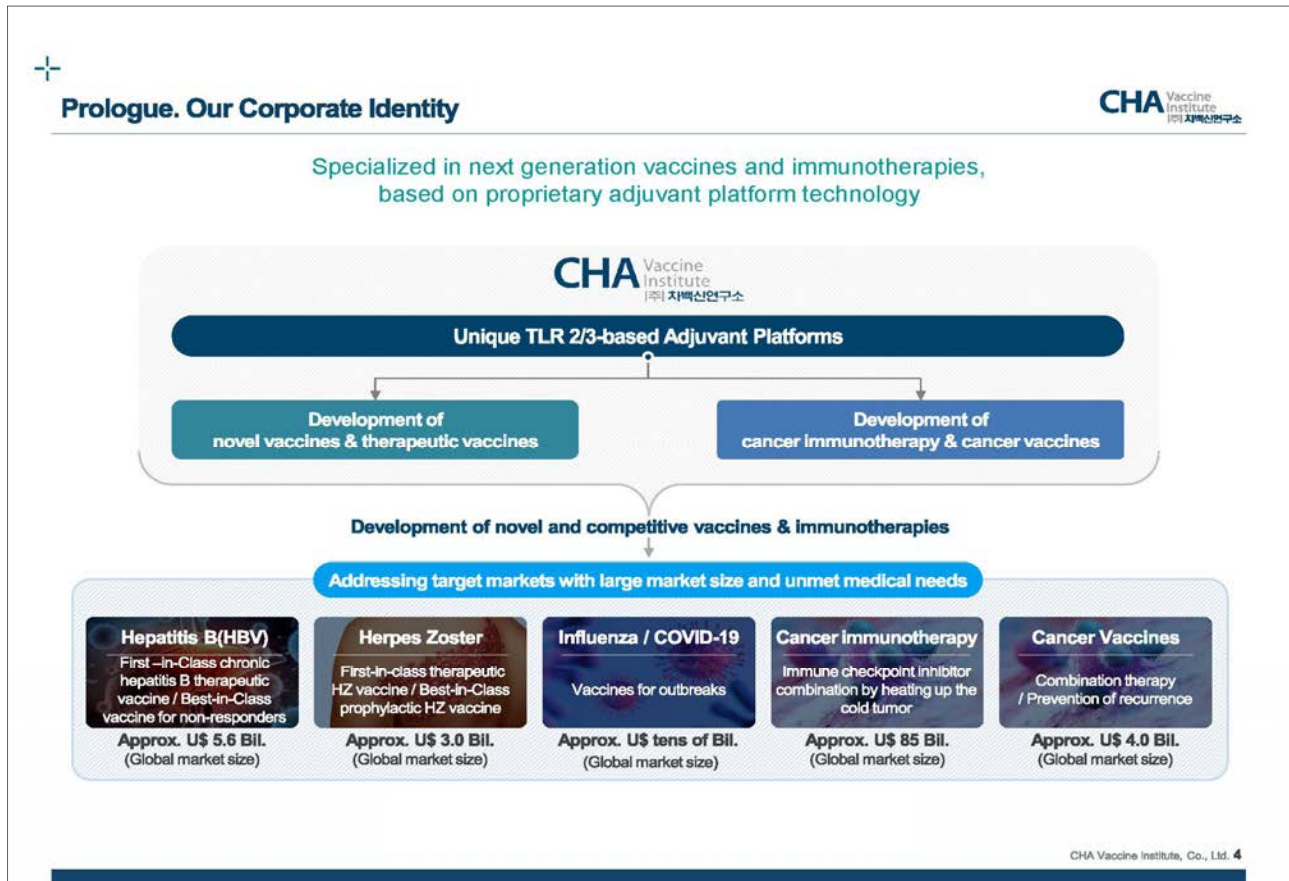 Prologue. Our Corporate Identity
CHA Vaccine
Institute
(주)차백신연구소
Specialized in next generation vaccines and immunotherapies,
based on proprietary adjuvant platform technology
CHA Vaccine
Institute
(주)차백신연구소
Unique TLR 2/3-based Adjuvant Platforms
Development of
novel vaccines & therapeutic vaccines
Development of
cancer immunotherapy & cancer vaccines
Development of novel and competitive vaccines & immunotherapies
Addressing target markets with large market size and unmet medical needs
Hepatitis B(HBV)
First –in-Class chronic
hepatitis B therapeutic
vaccine / Best-in-Class
vaccine for non-responders
Approx. U$ 5.6 Bil.
(Global market size)
Herpes Zoster
First-in-class therapeutic
HZ vaccine / Best-in-Class
prophylactic HZ vaccine
Approx. U$ 3.0 Bil.
(Global market size)
Influenza / COVID-19
Vaccines for outbreaks
Approx. U$ tens of Bil.
(Global market size)
Cancer immunotherapy
Immune checkpoint inhibitor
combination by heating up the
cold tumor
Approx. U$ 85 Bil.
(Global market size)
Cancer Vaccines
Combination therapy
/ Prevention of recurrence
Approx. U$ 4.0 Bil.
(Global market size)
CHA Vaccine Institute, Co., Ltd. 4